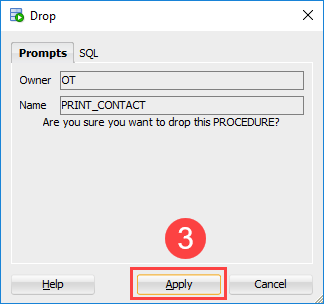 Drop
Prompts SQL
Owner OT
Name PRINT_CONTACT
Are you sure you want to drop this PROCEDURE?
3
Help Apply Cancel